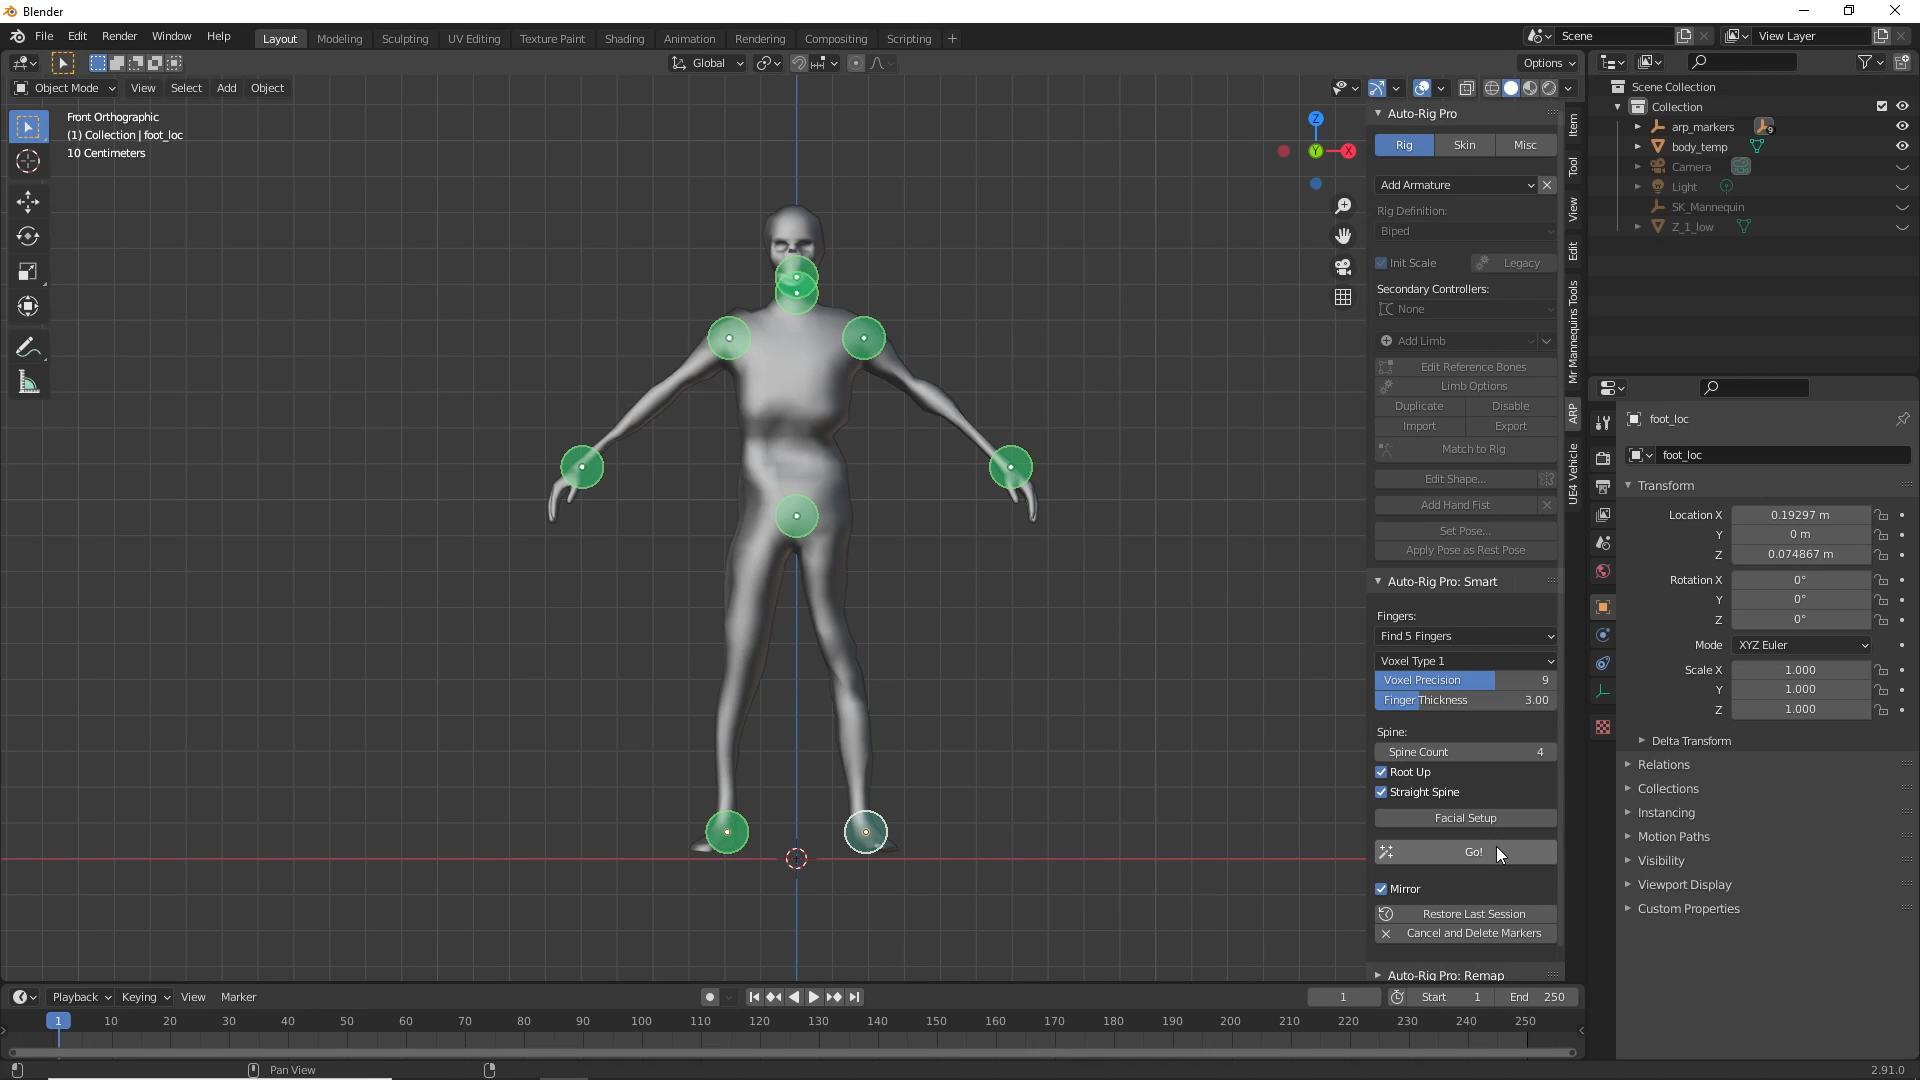 Blender
File Edit Render Window Help
Layout Modeling Sculpting UV Editing Texture Paint Shading Animation Rendering Compositing Scripting +
Scene
View Layer
Global
Options
Object Mode View Select Add Object
Front Orthographic
(1) Collection | foot_loc
10 Centimeters
Z
Y
X
Auto-Rig Pro
Rig Skin Misc
Add Armature
Rig Definition:
Biped
Init Scale Legacy
Secondary Controllers:
None
Add Limb
Edit Reference Bones
Limb Options
Duplicate Disable
Import Export
Match to Rig
Edit Shape...
Add Hand Fist
Set Pose...
Apply Pose as Rest Pose
Auto-Rig Pro: Smart
Fingers:
Find 5 Fingers
Voxel Type 1
Voxel Precision 9
Finger Thickness 3.00
Spine:
Spine Count 4
Root Up
Straight Spine
Facial Setup
Go!
Mirror
Restore Last Session
Cancel and Delete Markers
Auto-Rig Pro: Remap
Item
Tool
View
Edit
Mr Mannequins Tools
ARP
UE4 Vehicle
Scene Collection
Collection
arp_markers 9
body_temp
Camera
Light
SK_Mannequin
Z_1_low
foot_loc
foot_loc
Transform
Location X 0.19297 m
Y 0 m
Z 0.074867 m
Rotation X 0°
Y 0°
Z 0°
Mode XYZ Euler
Scale X 1.000
Y 1.000
Z 1.000
Delta Transform
Relations
Collections
Instancing
Motion Paths
Visibility
Viewport Display
Custom Properties
Playback Keying View Marker
1 Start 1 End 250
1 10 20 30 40 50 60 70 80 90 100 110 120 130 140 150 160 170 180 190 200 210 220 230 240 250
Pan View
2.91.0